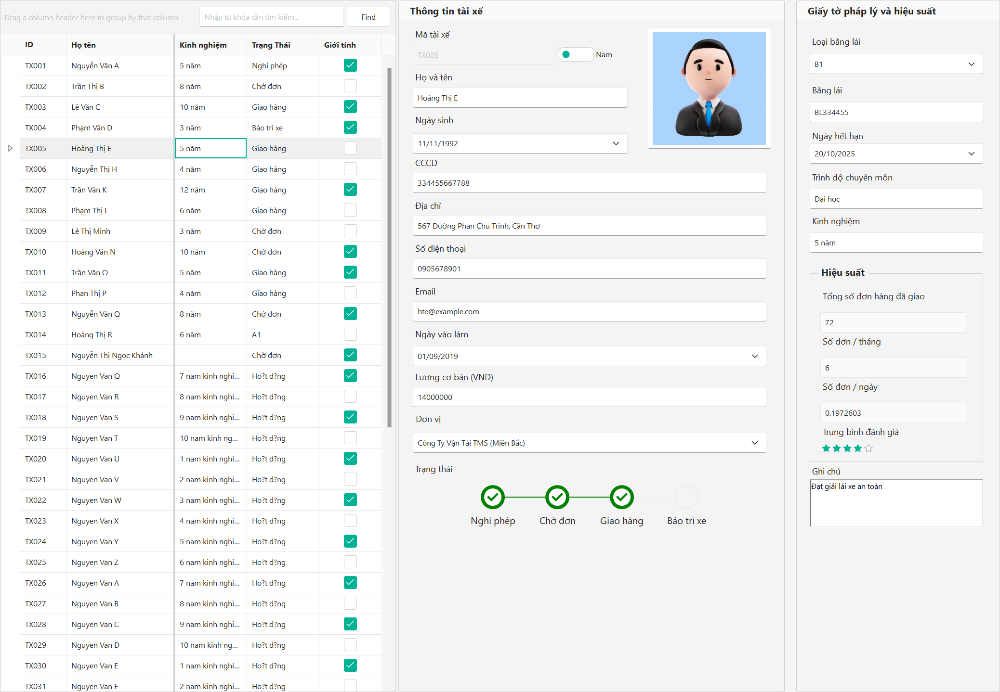 Drag a column header here to group by that column
Nhập từ khóa cần tìm kiếm...
Find
ID Họ tên Kinh nghiệm Trạng Thái Giới tính
TX001 Nguyễn Văn A 5 năm Nghỉ phép
TX002 Trần Thị B 8 năm Chờ đơn
TX003 Lê Văn C 10 năm Giao hàng
TX004 Phạm Văn D 3 năm Bảo trì xe
TX005 Hoàng Thị E 5 năm Giao hàng
TX006 Nguyễn Thị H 4 năm Giao hàng
TX007 Trần Văn K 12 năm Giao hàng
TX008 Phạm Thị L 6 năm Giao hàng
TX009 Lê Thị Minh 3 năm Chờ đơn
TX010 Hoàng Văn N 10 năm Chờ đơn
TX011 Trần Văn O 5 năm Giao hàng
TX012 Phan Thị P 4 năm Giao hàng
TX013 Nguyễn Văn Q 8 năm Chờ đơn
TX014 Hoàng Thị R 6 năm A1
TX015 Nguyễn Thị Ngọc Khánh Chờ đơn
TX016 Nguyen Van Q 7 nam kinh nghi... Ho?t d?ng
TX017 Nguyen Van R 8 nam kinh nghi... Ho?t d?ng
TX018 Nguyen Van S 9 nam kinh nghi... Ho?t d?ng
TX019 Nguyen Van T 10 nam kinh ng... Ho?t d?ng
TX020 Nguyen Van U 1 nam kinh nghi... Ho?t d?ng
TX021 Nguyen Van V 2 nam kinh nghi... Ho?t d?ng
TX022 Nguyen Van W 3 nam kinh nghi... Ho?t d?ng
TX023 Nguyen Van X 4 nam kinh nghi... Ho?t d?ng
TX024 Nguyen Van Y 5 nam kinh nghi... Ho?t d?ng
TX025 Nguyen Van Z 6 nam kinh nghi... Ho?t d?ng
TX026 Nguyen Van A 7 nam kinh nghi... Ho?t d?ng
TX027 Nguyen Van B 8 nam kinh nghi... Ho?t d?ng
TX028 Nguyen Van C 9 nam kinh nghi... Ho?t d?ng
TX029 Nguyen Van D 10 nam kinh ng... Ho?t d?ng
TX030 Nguyen Van E 1 nam kinh nghi... Ho?t d?ng
TX031 Nguyen Van F 2 nam kinh nghi... Ho?t d?ng
Thông tin tài xế
Mã tài xế
TX005
Nam
Họ và tên
Hoàng Thị E
Ngày sinh
11/11/1992
CCCD
334455667788
Địa chỉ
567 Đường Phan Chu Trinh, Cần Thơ
Số điện thoại
0905678901
Email
hte@example.com
Ngày vào làm
01/09/2019
Lương cơ bản (VNĐ)
14000000
Đơn vị
Công Ty Vận Tải TMS (Miền Bắc)
Trạng thái
Nghỉ phép Chờ đơn Giao hàng Bảo trì xe
Giấy tờ pháp lý và hiệu suất
Loại bằng lái
B1
Bằng lái
BL334455
Ngày hết hạn
20/10/2025
Trình độ chuyên môn
Đại học
Kinh nghiệm
5 năm
Hiệu suất
Tổng số đơn hàng đã giao
72
Số đơn / tháng
6
Số đơn / ngày
0.1972603
Trung bình đánh giá
Ghi chú
Đạt giải lái xe an toàn